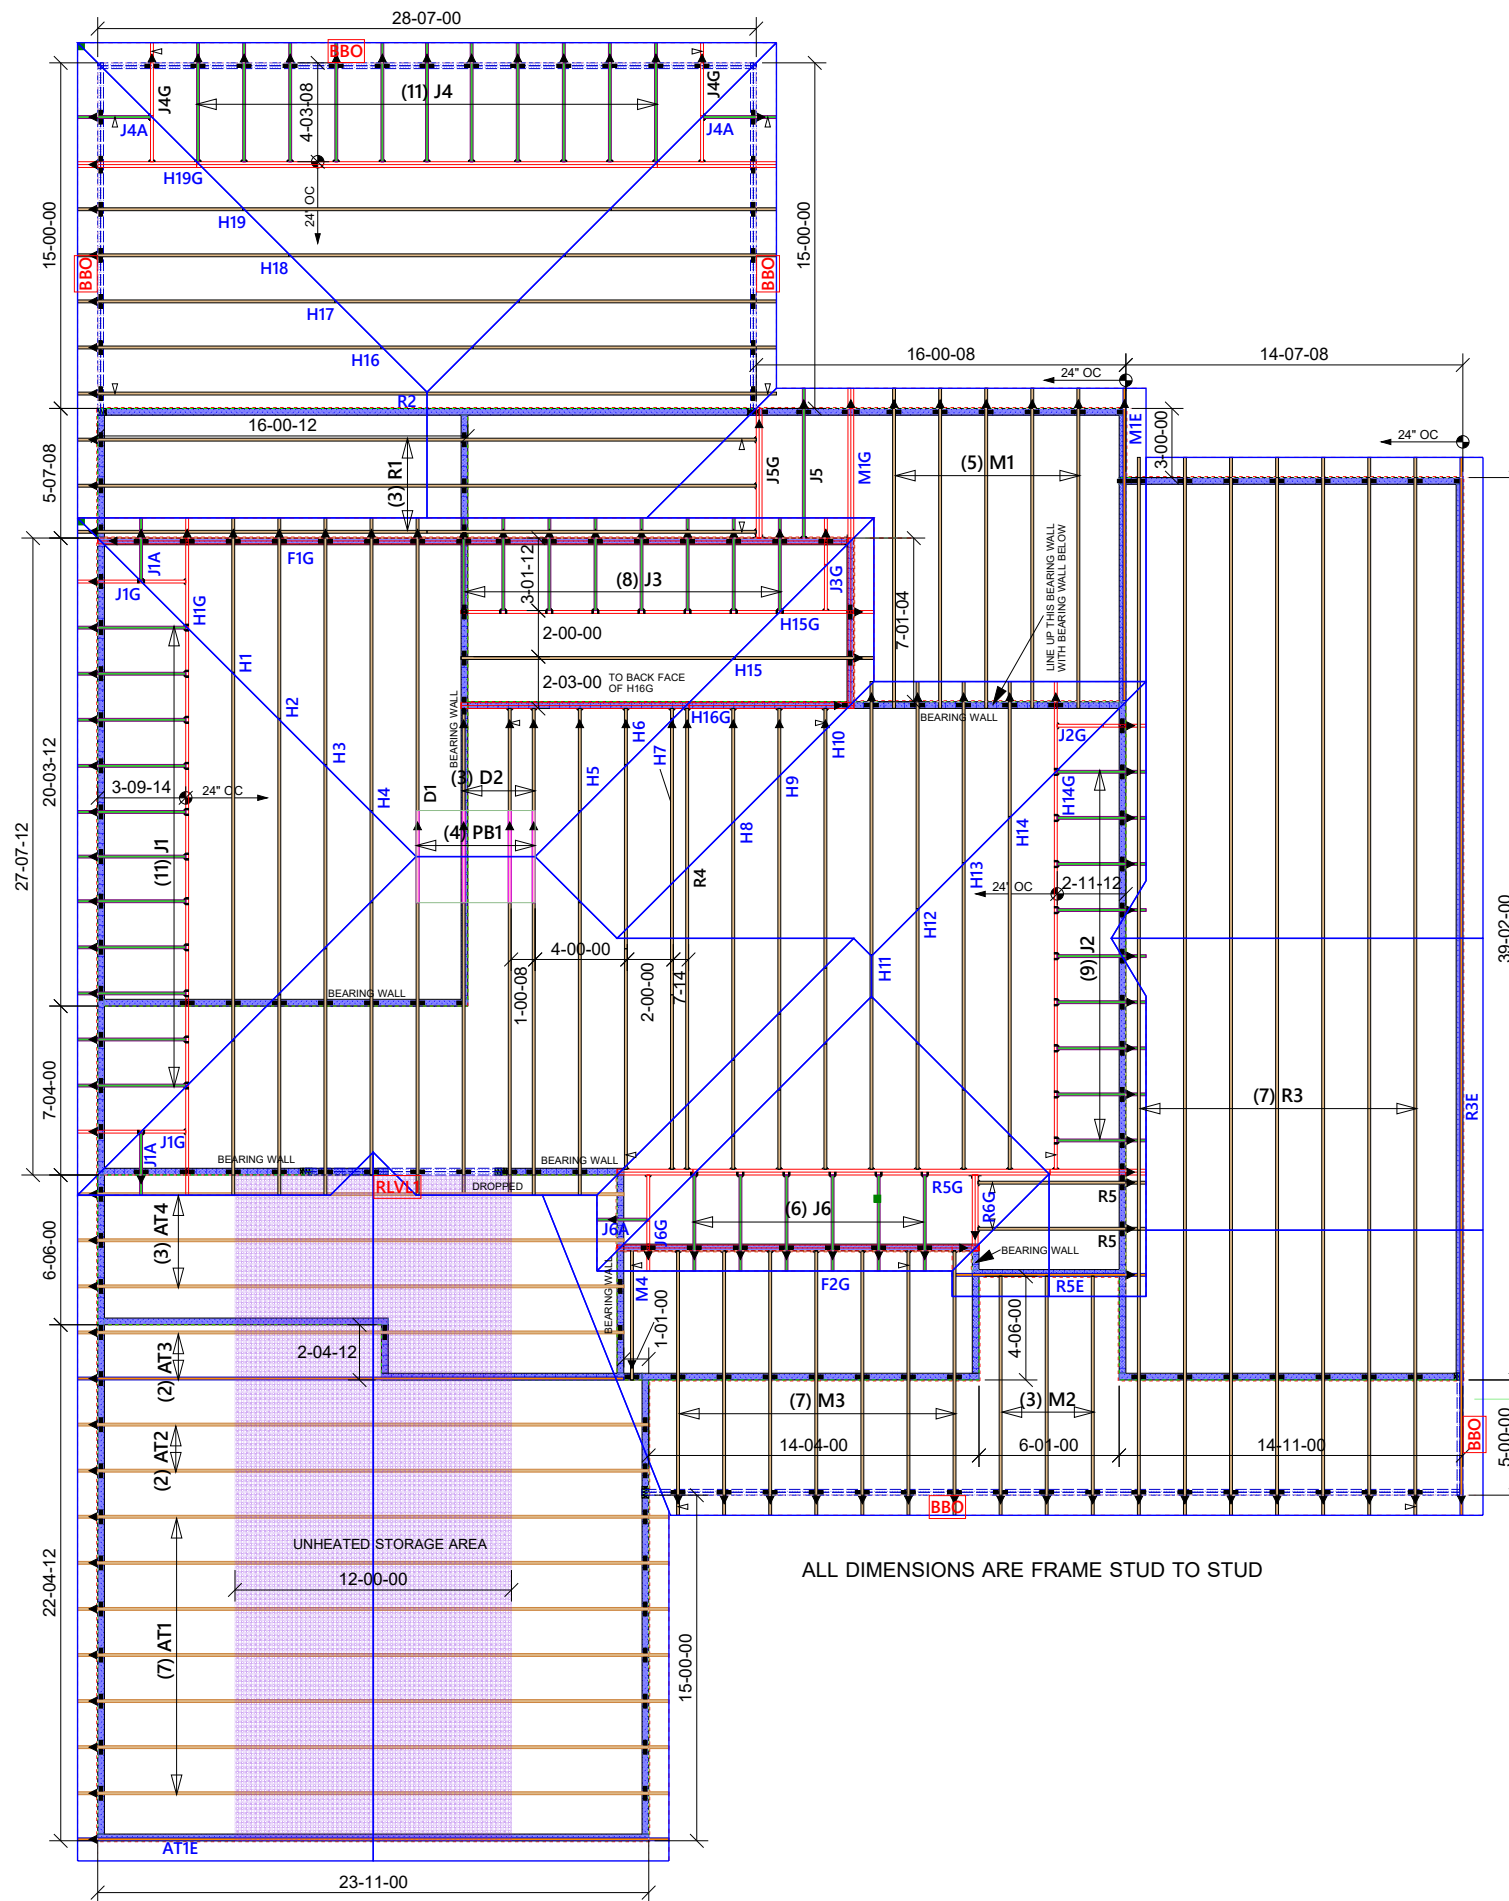 28-07-00
BBO
J4G
(11) J4
4-03-08
J4G
J4A
J4A
H19G
24" OC
H19
H18
BBO
BBO
H17
H16
15-00-00
15-00-00
R2
16-00-08
14-07-08
24" OC
24" OC
16-00-12
5-07-08
(3) R1
J5G
J5
M1G
(5) M1
M1E
3-00-00
F1G
J1A
J1G
H1G
3-01-12
(8) J3
J3G
H15G
2-00-00
H15
2-03-00
TO BACK FACE
OF H16G
7-01-04
LINE UP THIS BEARING WALL
WITH BEARING WALL BELOW
H1
H2
H3
H4
BEARING WALL
H16G
BEARING WALL
H6
H7
H5
H10
H9
H8
J2G
H14G
H14
H13
H12
H11
20-03-12
3-09-14
24" OC
D1
(3) D2
(4) PB1
R4
27-07-12
(11) J1
24" OC
2-11-12
(9) J2
39-02-00
4-00-00
1-00-08
2-00-00
7-14
BEARING WALL
7-04-00
(7) R3
R3E
J1G
J1A
BEARING WALL
BEARING WALL
RLVL1
DROPPED
R5G
R6G
R5
R5
(6) J6
J6A
J6G
(3) AT4
6-06-00
BEARING WALL
BEARING WALL
M4
F2G
R5E
1-01-00
4-06-00
2-04-12
(2) AT3
(7) M3
(3) M2
14-04-00
6-01-00
14-11-00
BBO
5-00-00
(2) AT2
BBO
UNHEATED STORAGE AREA
12-00-00
ALL DIMENSIONS ARE FRAME STUD TO STUD
22-04-12
(7) AT1
15-00-00
AT1E
23-11-00